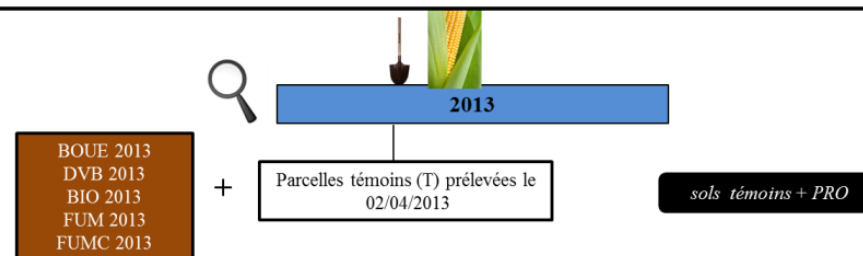 2013
BOUE 2013
DVB 2013
BIO 2013
FUM 2013
FUMC 2013
+
Parcelles témoins (T) prélevées le
02/04/2013
sols témoins + PRO